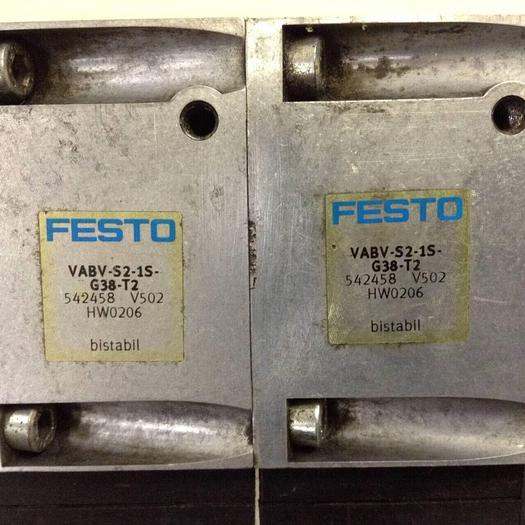 FESTO
VABV-S2-1S-
G38-T2
542458 V502
HW0206
bistabil
FESTO
VABV-S2-1S-
G38-T2
542458 V502
HW0206
bistabil